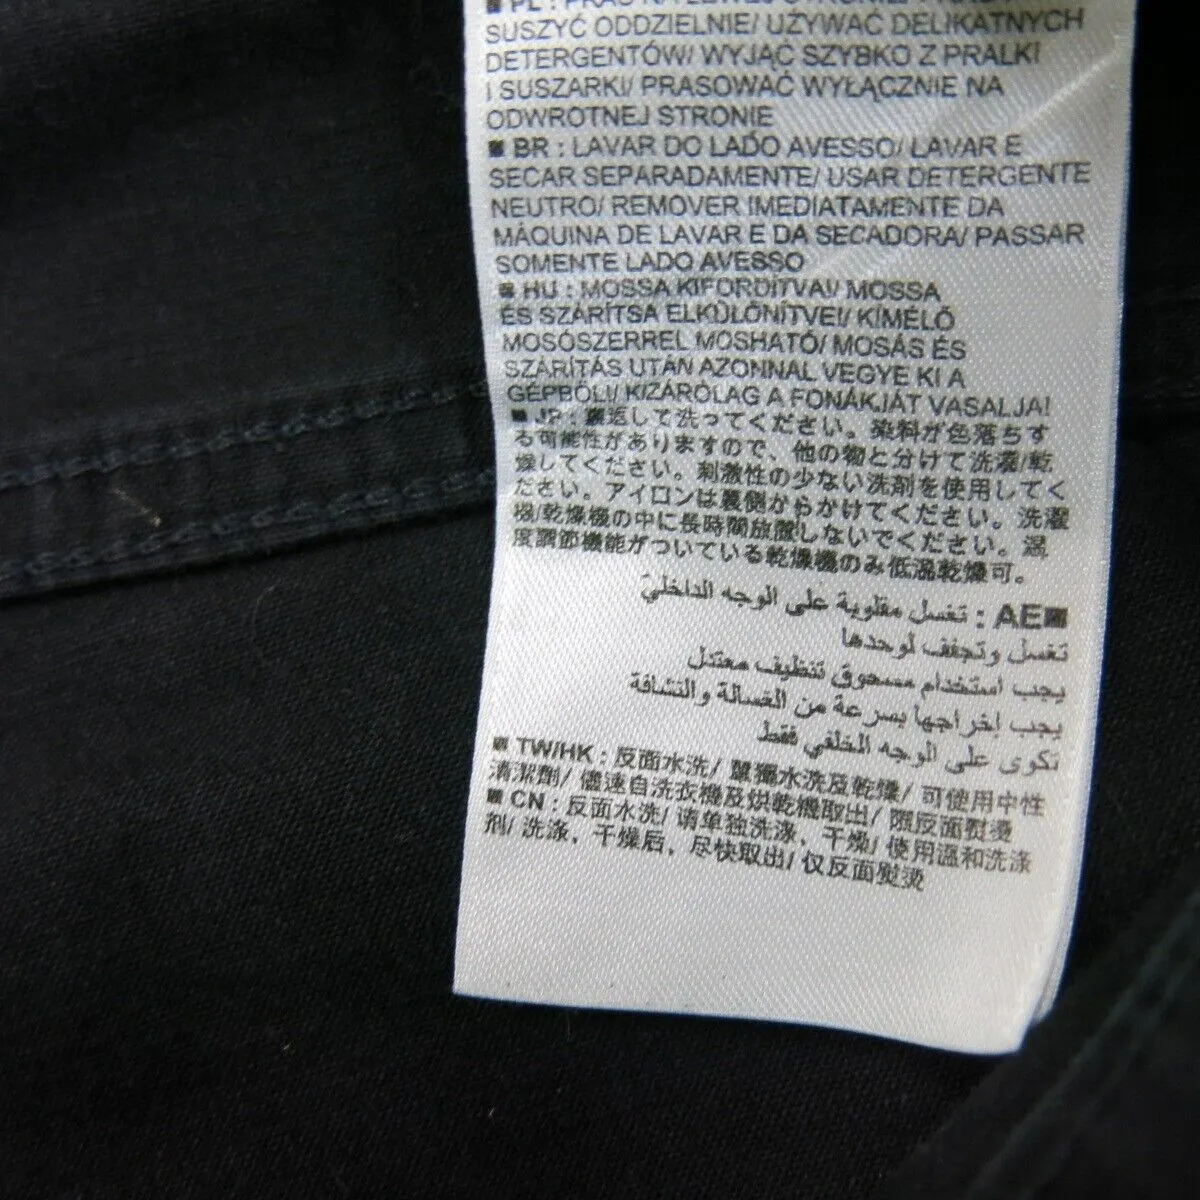 SUSZYĆ ODDZIELNIE/ UŻYWAĆ DELIKATNYCH
DETERGENTÓW/ WYJĄĆ SZYBKO Z PRALKI
I SUSZARKI/ PRASOWAĆ WYŁĄCZNIE NA
ODWROTNEJ STRONIE
■ BR : LAVAR DO LADO AVESSO/ LAVAR E
SECAR SEPARADAMENTE/ USAR DETERGENTE
NEUTRO/ REMOVER IMEDIATAMENTE DA
MÁQUINA DE LAVAR E DA SECADORA/ PASSAR
SOMENTE LADO AVESSO
■ HU : MOSSA KIFORDÍTVA!/ MOSSA
ÉS SZÁRÍTSA ELKÜLÖNÍTVE!/ KÍMÉLŐ
MOSÓSZERREL MOSHATÓ/ MOSÁS ÉS
SZÁRÍTÁS UTÁN AZONNAL VEGYE KI A
GÉPBŐL!/ KIZÁRÓLAG A FONÁKJÁT VASALJA!
■ JP : 裏返して洗ってください。染料が色落ちす
る可能性がありますので、他の物と分けて洗濯/乾
燥してください。刺激性の少ない洗剤を使用してく
ださい。アイロンは裏側からかけてください。洗濯
機/乾燥機の中に長時間放置しないでください。温
度調節機能がついている乾燥機のみ低温乾燥可。
■AE : تغسل مقلوبة على الوجه الداخليّ
تغسل وتجفف لوحدها
يجب استخدام مسحوق تنظيف معتدل
يجب إخراجها بسرعة من الغسالة والنشافة
تكوى على الوجه الخلفي فقط
■ TW/HK : 反面水洗/ 單獨水洗及乾燥/ 可使用中性
清潔劑/ 儘速自洗衣機及烘乾機取出/ 限反面熨燙
■ CN : 反面水洗/ 请单独洗涤、干燥/ 使用温和洗涤
剂/ 洗涤、干燥后，尽快取出/ 仅反面熨烫